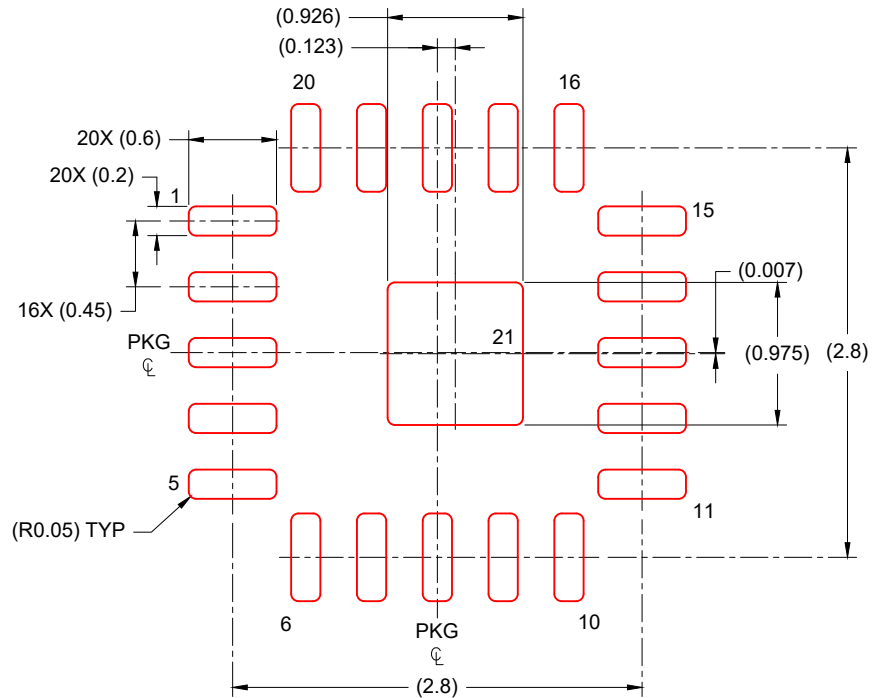 (0.926)
(0.123)
20
16
20X (0.6)
20X (0.2)
1
15
(0.007)
16X (0.45)
PKG
℄
21
(0.975)
(2.8)
5
11
(R0.05) TYP
6
10
PKG
℄
(2.8)